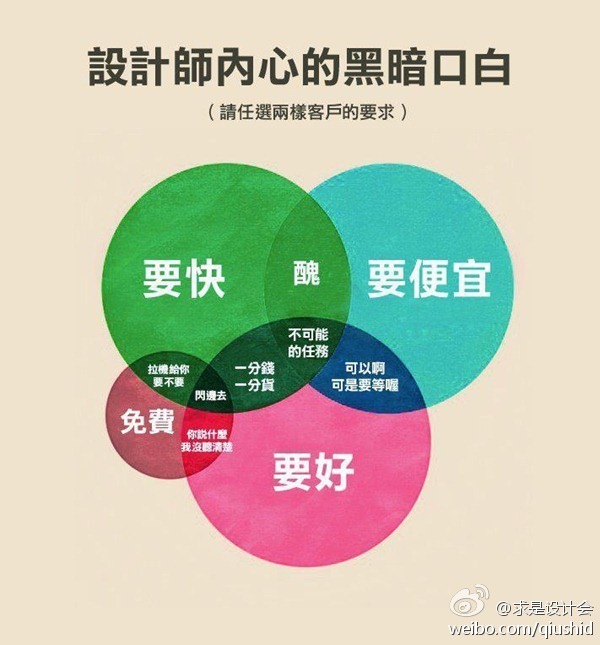 設計師內心的黑暗口白
（請任選兩樣客戶的要求）
要快
醜
要便宜
不可能
的任務
拉機給你
要不要
一分錢
一分貨
可以啊
可是要等喔
閃邊去
免費
你說什麼
我沒聽清楚
要好
@求是设计会
weibo.com/qiushid